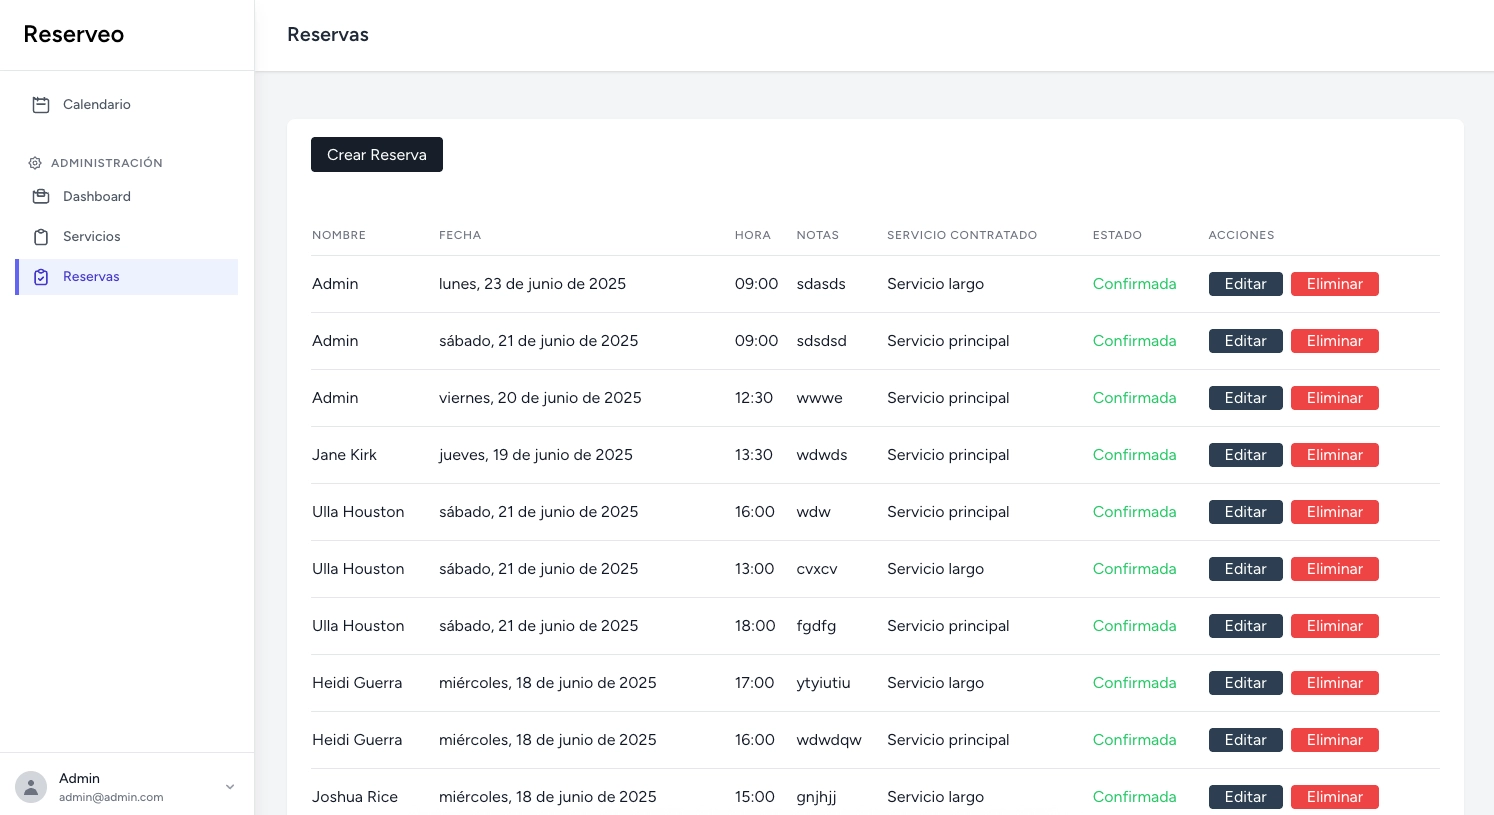 Reserveo
Calendario
ADMINISTRACIÓN
Dashboard
Servicios
Reservas
Admin
admin@admin.com
Reservas
Crear Reserva
NOMBRE FECHA HORA NOTAS SERVICIO CONTRATADO ESTADO ACCIONES
Admin lunes, 23 de junio de 2025 09:00 sdasds Servicio largo Confirmada Editar Eliminar
Admin sábado, 21 de junio de 2025 09:00 sdsdsd Servicio principal Confirmada Editar Eliminar
Admin viernes, 20 de junio de 2025 12:30 wwwe Servicio principal Confirmada Editar Eliminar
Jane Kirk jueves, 19 de junio de 2025 13:30 wdwds Servicio principal Confirmada Editar Eliminar
Ulla Houston sábado, 21 de junio de 2025 16:00 wdw Servicio principal Confirmada Editar Eliminar
Ulla Houston sábado, 21 de junio de 2025 13:00 cvxcv Servicio largo Confirmada Editar Eliminar
Ulla Houston sábado, 21 de junio de 2025 18:00 fgdfg Servicio principal Confirmada Editar Eliminar
Heidi Guerra miércoles, 18 de junio de 2025 17:00 ytyiutiu Servicio largo Confirmada Editar Eliminar
Heidi Guerra miércoles, 18 de junio de 2025 16:00 wdwdqw Servicio principal Confirmada Editar Eliminar
Joshua Rice miércoles, 18 de junio de 2025 15:00 gnjhjj Servicio largo Confirmada Editar Eliminar